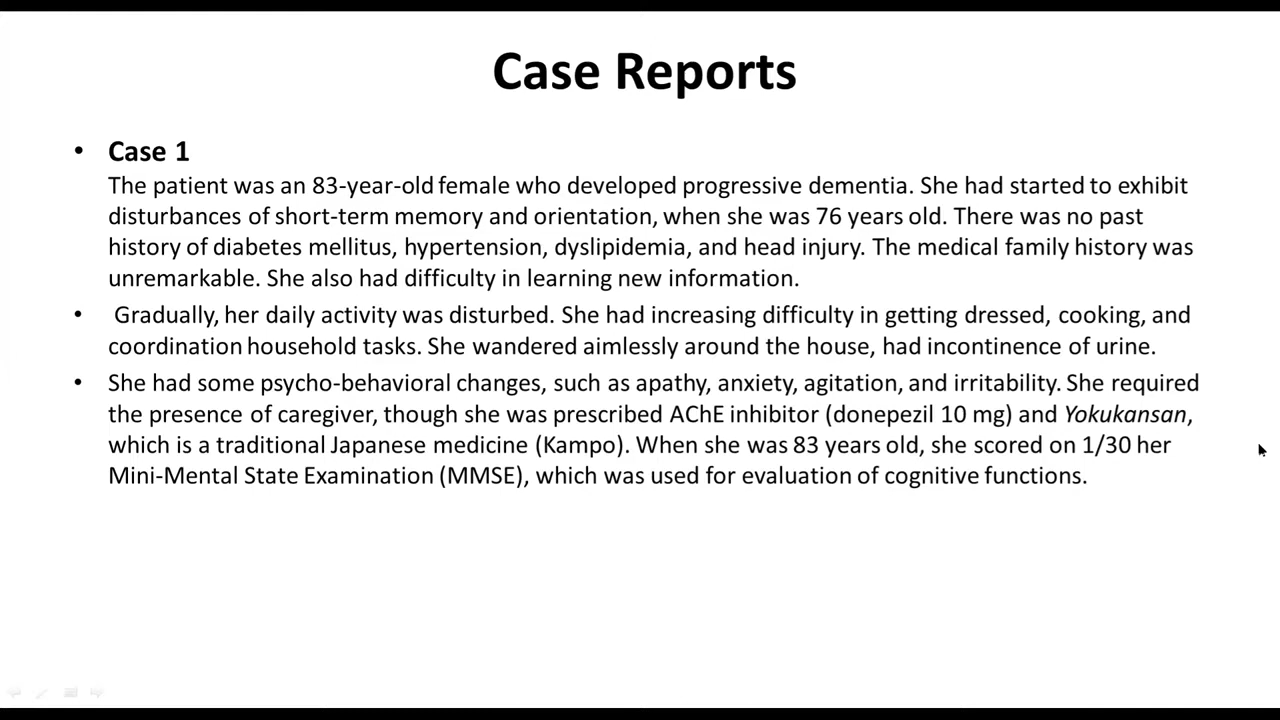 Case Reports
• Case 1
The patient was an 83-year-old female who developed progressive dementia. She had started to exhibit
disturbances of short-term memory and orientation, when she was 76 years old. There was no past
history of diabetes mellitus, hypertension, dyslipidemia, and head injury. The medical family history was
unremarkable. She also had difficulty in learning new information.
• Gradually, her daily activity was disturbed. She had increasing difficulty in getting dressed, cooking, and
coordination household tasks. She wandered aimlessly around the house, had incontinence of urine.
• She had some psycho-behavioral changes, such as apathy, anxiety, agitation, and irritability. She required
the presence of caregiver, though she was prescribed AChE inhibitor (donepezil 10 mg) and Yokukansan,
which is a traditional Japanese medicine (Kampo). When she was 83 years old, she scored on 1/30 her
Mini-Mental State Examination (MMSE), which was used for evaluation of cognitive functions.